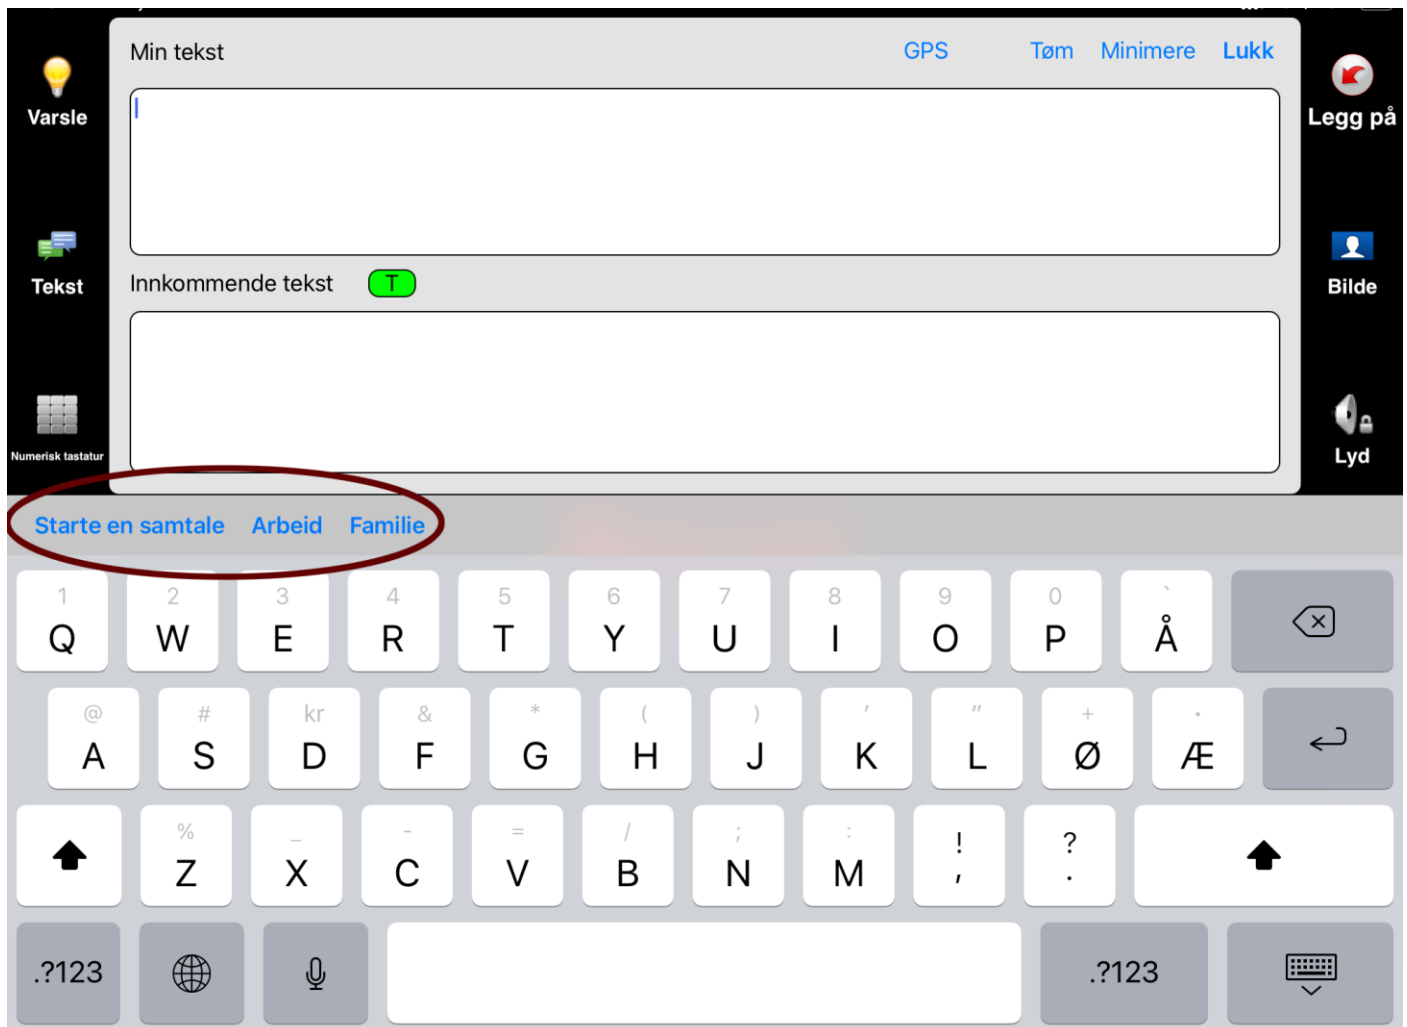 Min tekst GPS Tøm Minimere Lukk
Varsle
Legg på
Tekst
Innkommende tekst T
Bilde
Numerisk tastatur
Lyd
Starte en samtale Arbeid Familie
1 2 3 4 5 6 7 8 9 0 `
Q W E R T Y U I O P Å
@ # kr & * ( ) ' " + •
A S D F G H J K L Ø Æ
% _ - = / ; : ! ?
Z X C V B N M , .
.?123 .?123